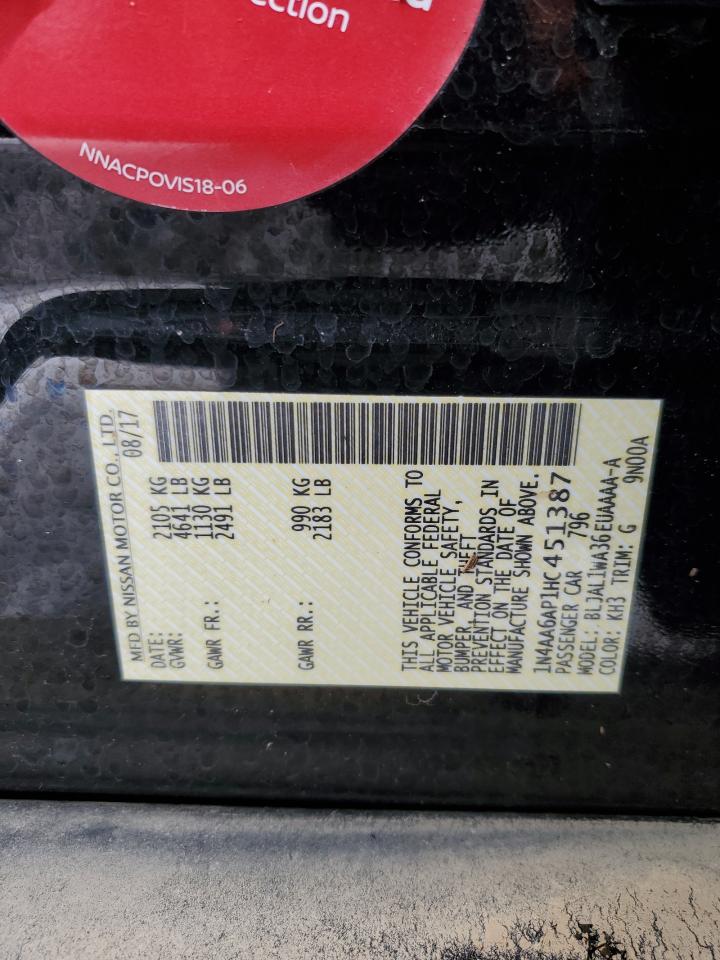 ection
NNACPOVIS18-06
MFD BY NISSAN MOTOR CO., LTD.
DATE: 08/17
GVWR: 2105 KG
4641 LB
GAWR FR.: 1130 KG
2491 LB
GAWR RR.: 990 KG
2183 LB
THIS VEHICLE CONFORMS TO
ALL APPLICABLE FEDERAL
MOTOR VEHICLE SAFETY,
BUMPER, AND THEFT
PREVENTION STANDARDS IN
EFFECT ON THE DATE OF
MANUFACTURE SHOWN ABOVE.
1N4AA6AP1HC451387
PASSENGER CAR 796
MODEL: BLJAL1WA36EUAAAA-A
COLOR: KH3 TRIM: G 9N00A